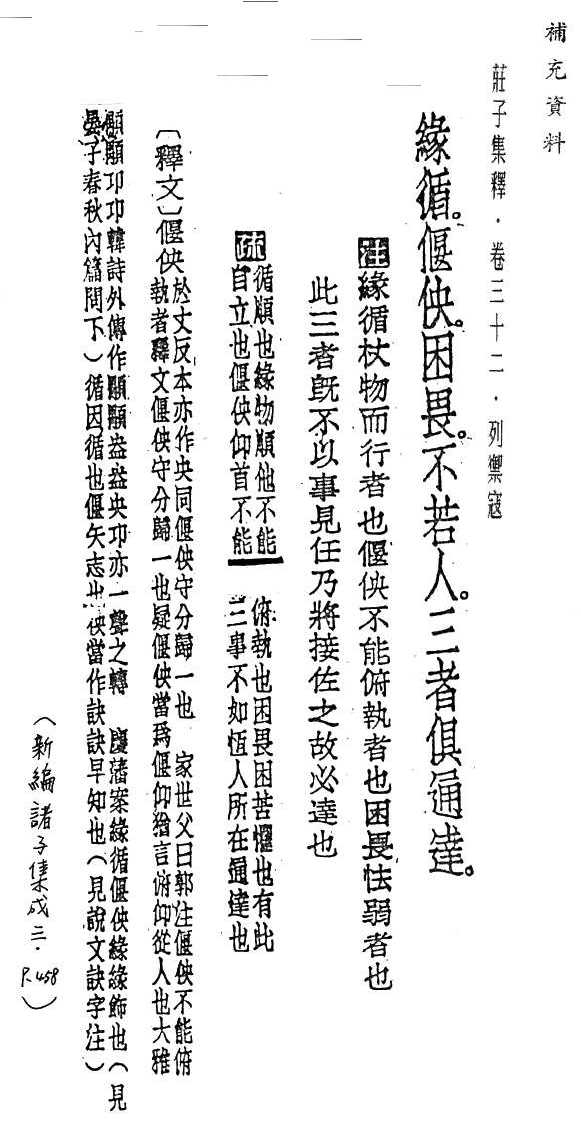 補充資料
莊子集釋．卷三十二．列禦寇
緣循。偃佒。困畏。不若人。三者俱通達。
注緣循杖物而行者也偃佒不能俯執者也困畏怯弱者也
此三者既不以事見任乃將接佐之故必達也
疏循順也緣物順他不能
自立也偃佒仰首不能
俯執也困畏困苦懼也有此
三事不如恆人所在通達也
〔釋文〕偃佒於丈反本亦作央同偃佒守分歸一也
家世父曰郭注偃佒不能俯
執者釋文偃佒守分歸一也疑偃佒當爲偃仰猶言俯仰從人也大雅
顒顒卬卬韓詩外傳作顒顒盎盎央卬亦一聲之轉
慶藩案緣循偃佒緣緣飾也（見
晏子春秋內篇問下）循因循也偃矢志也佒當作訣訣早知也（見說文訣字注）
（新編諸子集成三．P.458）